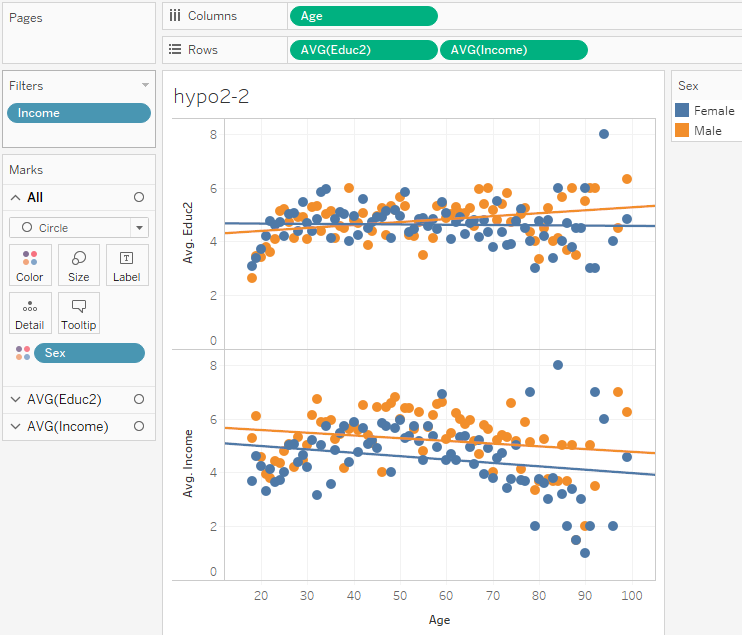 Pages
Columns
Age
Rows
AVG(Educ2)
AVG(Income)
Filters
Income
Marks
All
Circle
Color
Size
Label
Detail
Tooltip
Sex
AVG(Educ2)
AVG(Income)
hypo2-2
8
6
4
2
0
Avg. Educ2
8
6
4
2
0
Avg. Income
20 30 40 50 60 70 80 90 100
Age
Sex
Female
Male